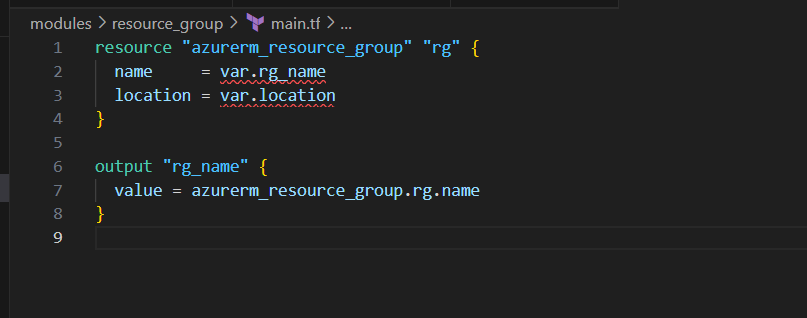 modules > resource_group > main.tf > ...
1 resource "azurerm_resource_group" "rg" {
2   name     = var.rg_name
3   location = var.location
4 }
5
6 output "rg_name" {
7   value = azurerm_resource_group.rg.name
8 }
9